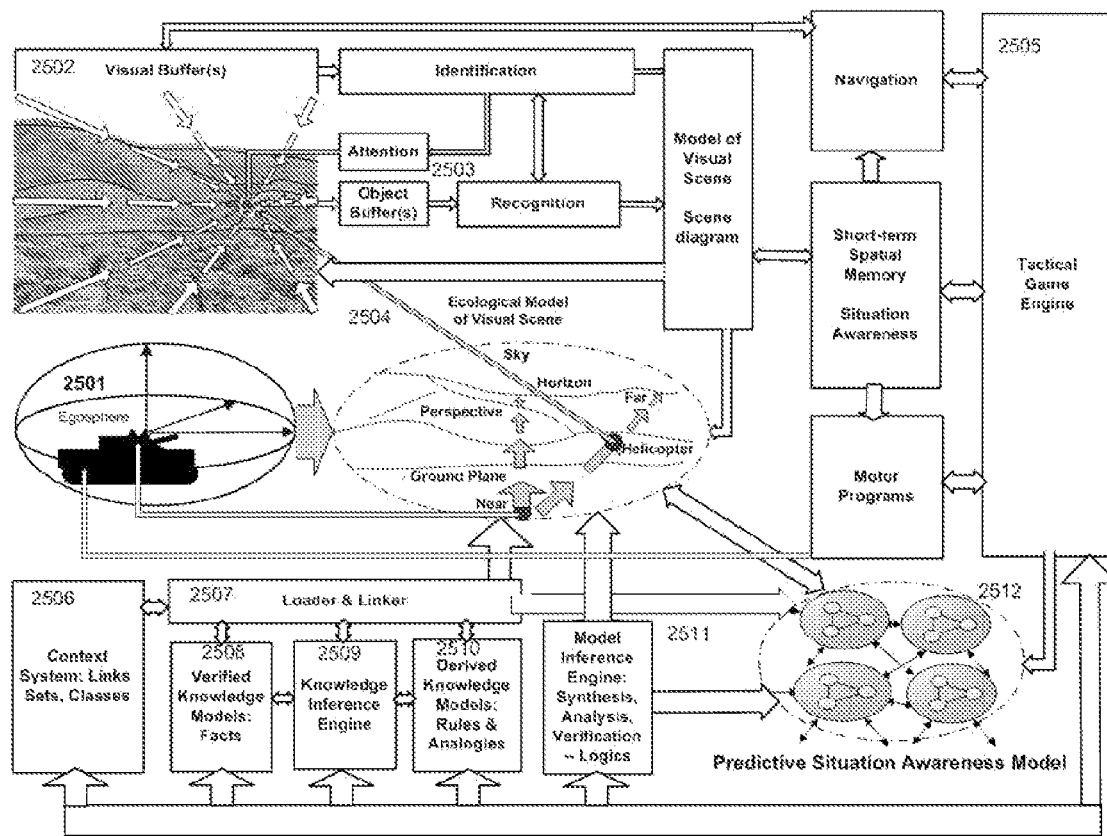 2502
Visual Buffer(s)
Identification
Attention
2503
Object
Buffer(s)
Recognition
Model of
Visual
Scene
Scene
diagram
Navigation
2505
Tactical
Game
Engine
Short-term
Spatial
Memory
Situation
Awareness
Motor
Programs
2504
Ecological Model
of Visual Scene
2501
Egosphere
Sky
Horizon
Perspective
Far
Helicopter
Ground Plane
Near
2506
Context
System: Links
Sets, Classes
2507
Loader & Linker
2508
Verified
Knowledge
Models:
Facts
2509
Knowledge
Inference
Engine
2510
Derived
Knowledge
Models:
Rules &
Analogies
Model
Inference
Engine:
Synthesis,
Analysis,
Verification
-- Logics
2511
2512
Predictive Situation Awareness Model